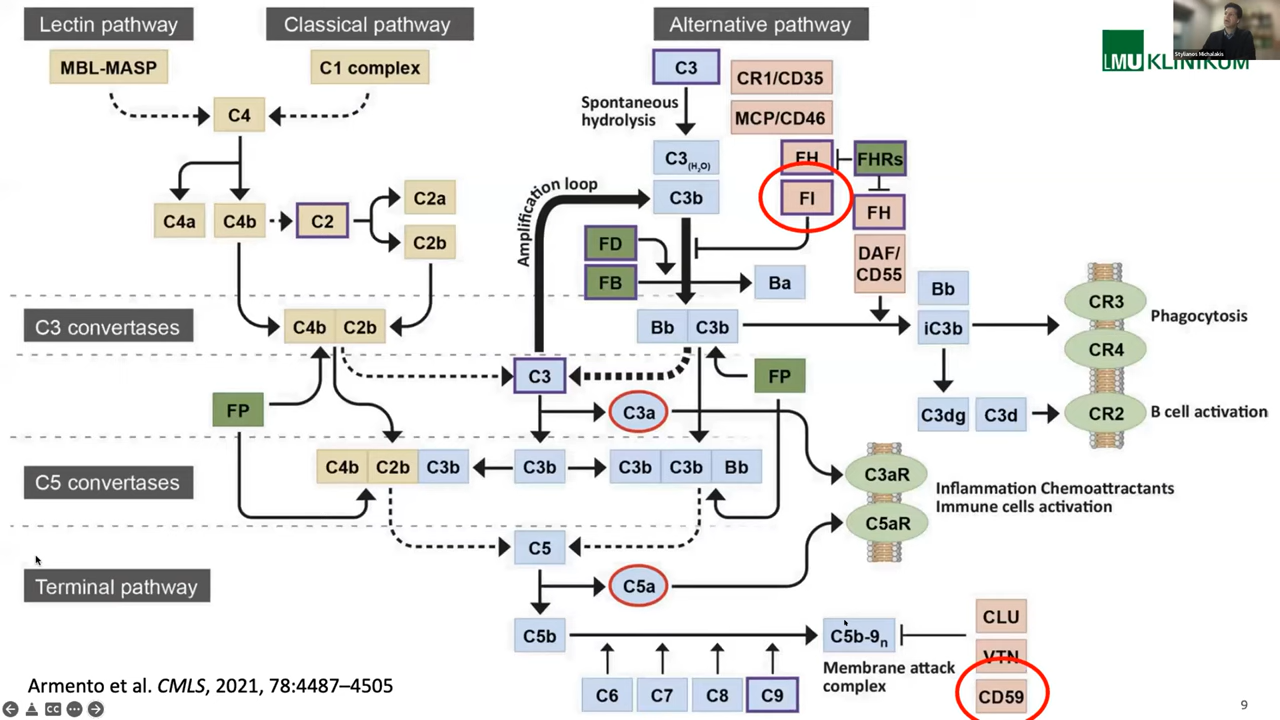 Lectin pathway
Classical pathway
Alternative pathway
Stylianos Michalakis
LMU KLINIKUM
MBL-MASP
C1 complex
C3
CR1/CD35
MCP/CD46
Spontaneous
hydrolysis
C4
C3(H₂O)
FH
FHRs
Amplification loop
C3b
FI
FH
C4a
C4b
C2
C2a
C2b
FD
FB
Ba
DAF/
CD55
Bb
iC3b
CR3
Phagocytosis
CR4
C3 convertases
C4b
C2b
Bb
C3b
C3
FP
FP
C3a
C3dg
C3d
CR2
B cell activation
C5 convertases
C4b
C2b
C3b
C3b
C3b
C3b
Bb
C3aR
C5aR
Inflammation Chemoattractants
Immune cells activation
C5
Terminal pathway
C5a
C5b
C5b-9n
Membrane attack
complex
CLU
VTN
CD59
C6
C7
C8
C9
Armento et al. CMLS, 2021, 78:4487–4505
CC
9